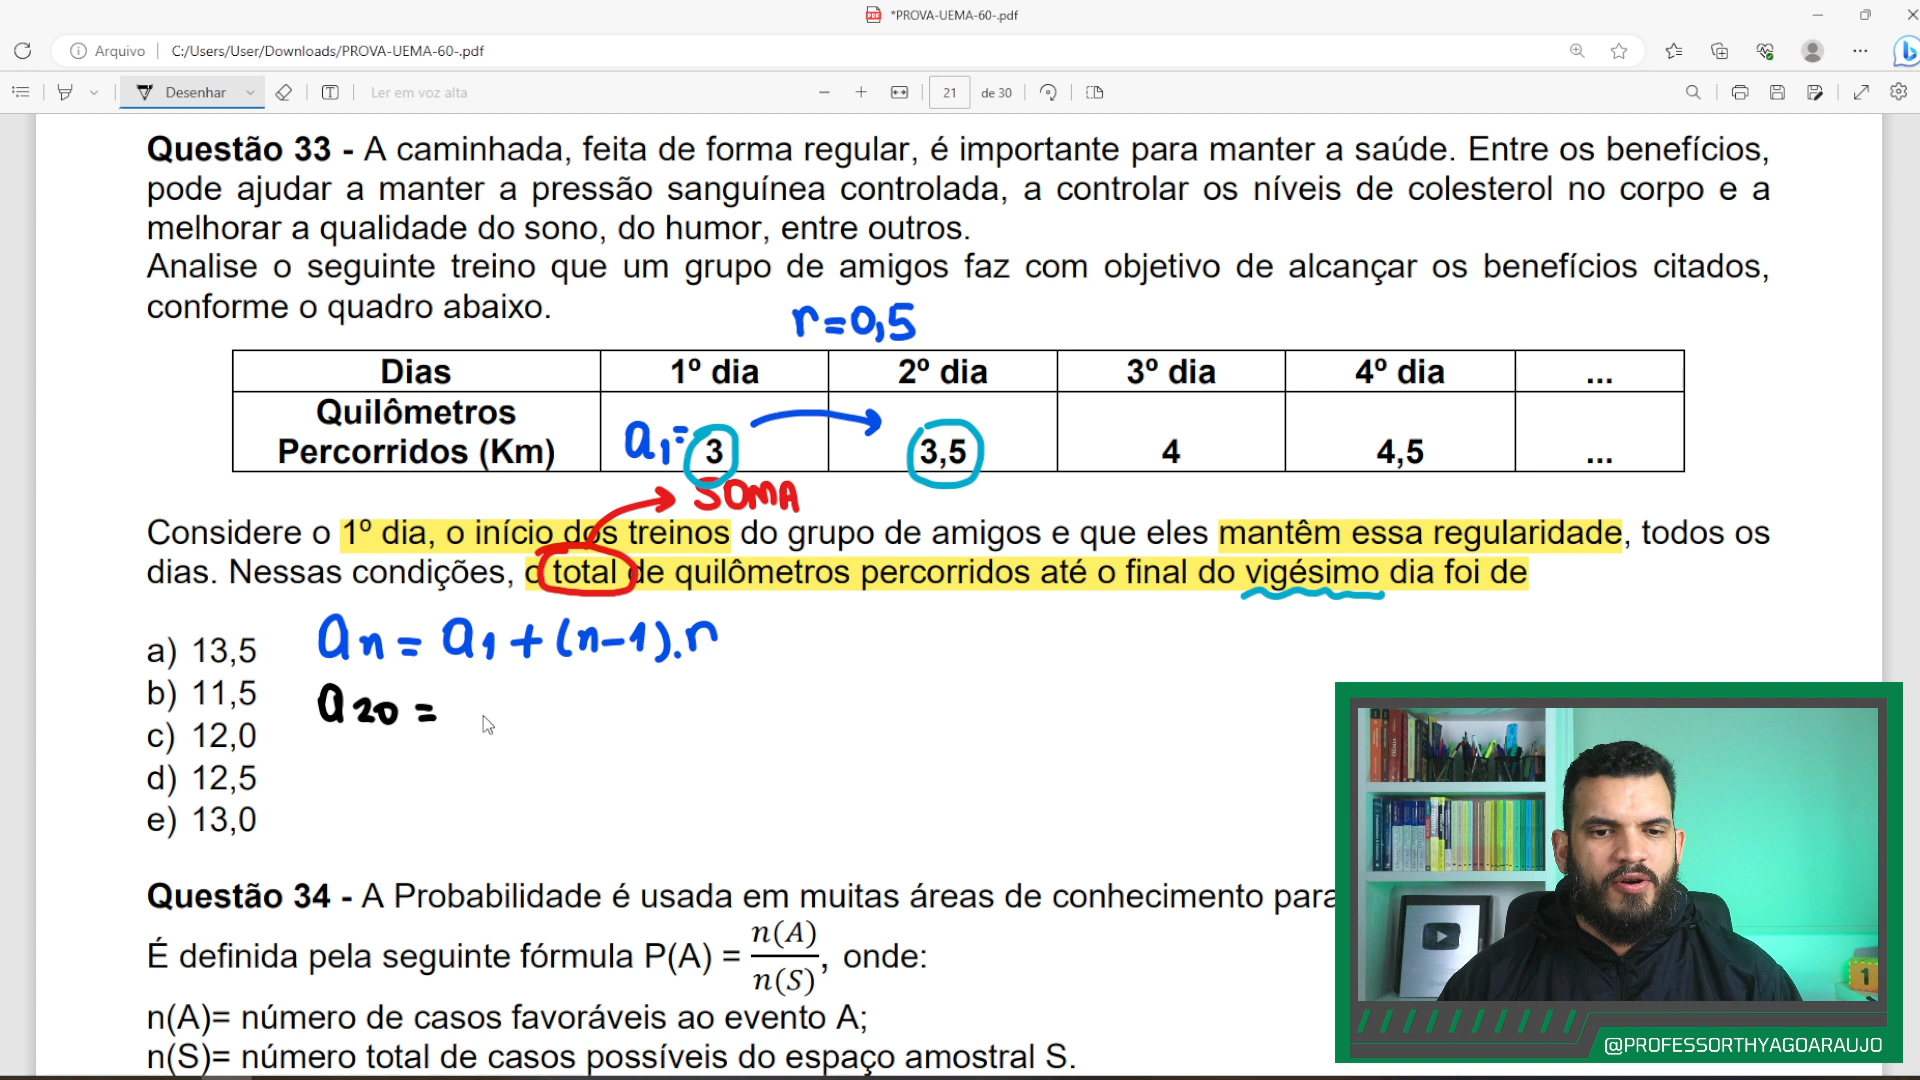 *PROVA-UEMA-60-.pdf
Arquivo C:/Users/User/Downloads/PROVA-UEMA-60-.pdf
Desenhar Ler em voz alta 21 de 30
Questão 33 - A caminhada, feita de forma regular, é importante para manter a saúde. Entre os benefícios,
pode ajudar a manter a pressão sanguínea controlada, a controlar os níveis de colesterol no corpo e a
melhorar a qualidade do sono, do humor, entre outros.
Analise o seguinte treino que um grupo de amigos faz com objetivo de alcançar os benefícios citados,
conforme o quadro abaixo.
r=0,5
Dias 1º dia 2º dia 3º dia 4º dia ...
Quilômetros
Percorridos (Km) a1= 3 3,5 4 4,5 ...
SOMA
Considere o 1º dia, o início dos treinos do grupo de amigos e que eles mantêm essa regularidade, todos os
dias. Nessas condições, o total de quilômetros percorridos até o final do vigésimo dia foi de
an = a1 + (n-1).r
a) 13,5
a20 =
b) 11,5
c) 12,0
d) 12,5
e) 13,0
Questão 34 - A Probabilidade é usada em muitas áreas de conhecimento para
É definida pela seguinte fórmula P(A) = n(A)/n(S), onde:
n(A)= número de casos favoráveis ao evento A;
n(S)= número total de casos possíveis do espaço amostral S.
1
@PROFESSORTHYAGOARAUJO